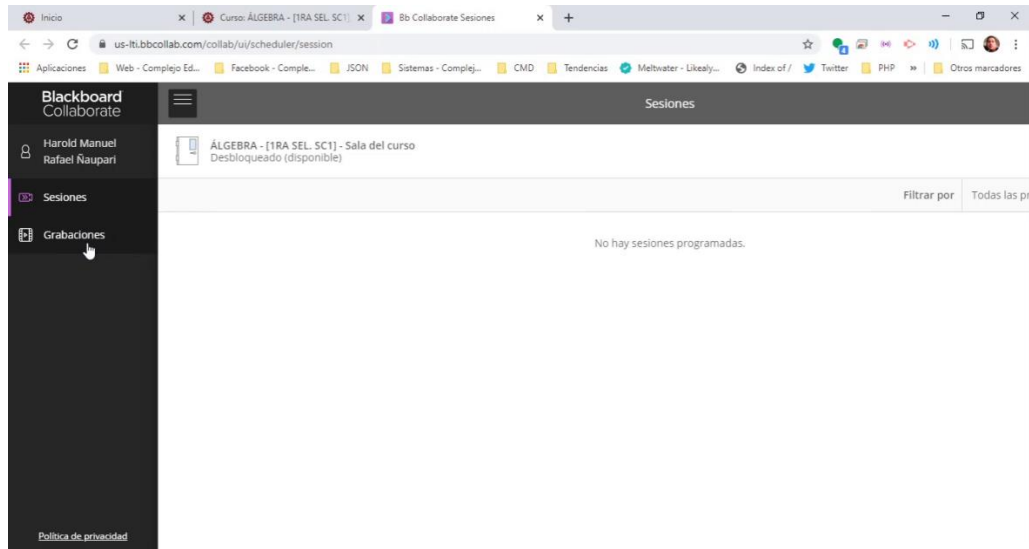 Inicio
Curso: ÁLGEBRA - [1RA SEL. SC1]
Bb Collaborate Sesiones
us-lti.bbcollab.com/collab/ui/scheduler/session
Aplicaciones
Web - Complejo Ed...
Facebook - Comple...
JSON
Sistemas - Complej...
CMD
Tendencias
Meltwater - Likealy...
Index of /
Twitter
PHP
»
Otros marcadores
Blackboard
Collaborate
Sesiones
Harold Manuel
Rafael Ñaupari
ÁLGEBRA - [1RA SEL. SC1] - Sala del curso
Desbloqueado (disponible)
Sesiones
Filtrar por
Todas las pr
Grabaciones
No hay sesiones programadas.
Política de privacidad